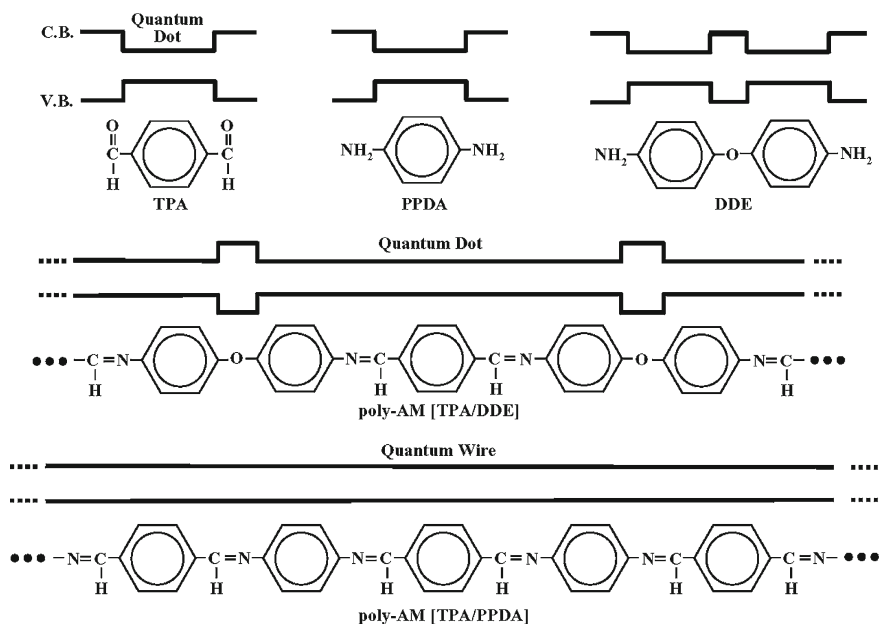 Quantum
C.B. Dot
V.B.
O O
C C
H H
TPA
NH₂ NH₂
PPDA
NH₂ O NH₂
DDE
Quantum Dot
C=N O N=C C=N O N=C
H H H H
poly-AM [TPA/DDE]
Quantum Wire
N=C C=N N=C C=N N=C C=N
H H H H H H
poly-AM [TPA/PPDA]